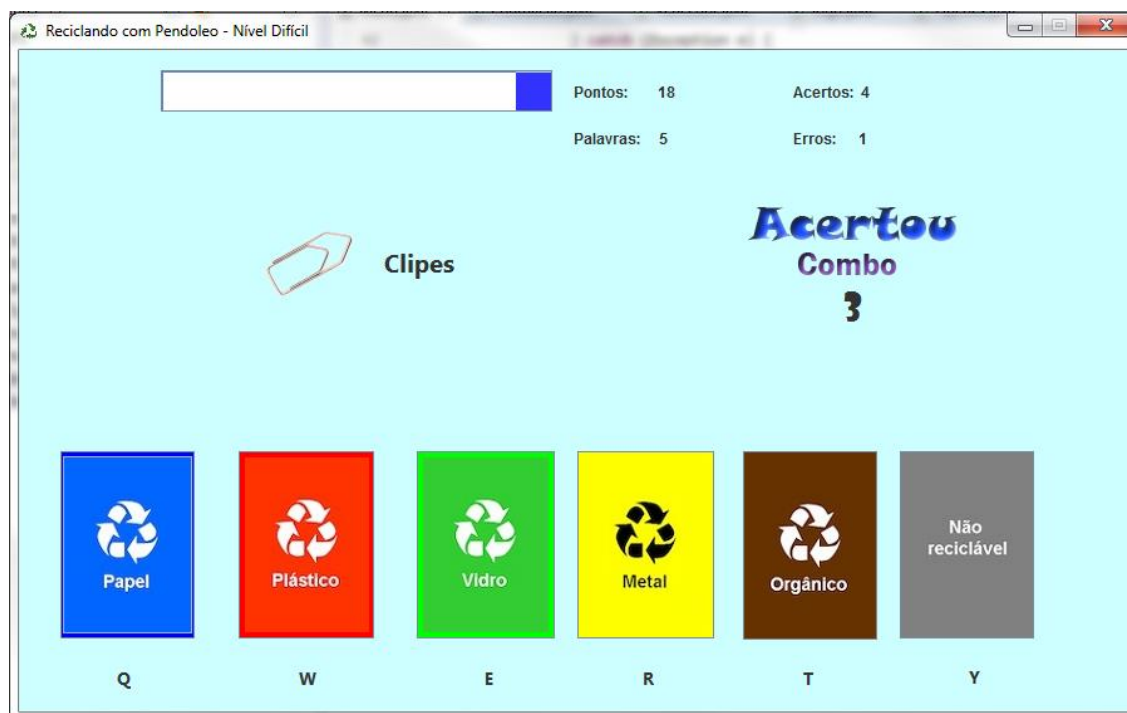 Reciclando com Pendoleo - Nível Difícil
Pontos: 18 Acertos: 4
Palavras: 5 Erros: 1
Acertou
Combo
3
Clipes
Papel
Plástico
Vidro
Metal
Orgânico
Não
reciclável
Q W E R T Y